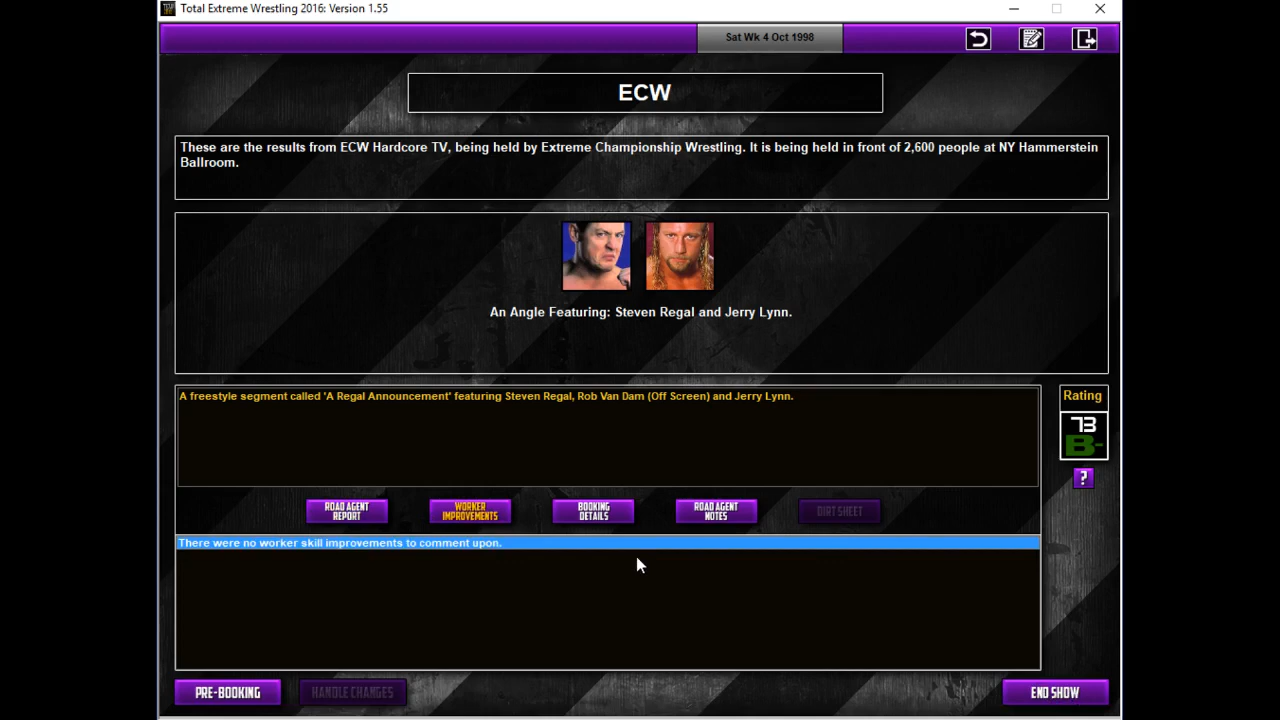 Total Extreme Wrestling 2016: Version 1.55
Sat Wk 4 Oct 1998
ECW
These are the results from ECW Hardcore TV, being held by Extreme Championship Wrestling. It is being held in front of 2,600 people at NY Hammerstein
Ballroom.
An Angle Featuring: Steven Regal and Jerry Lynn.
A freestyle segment called 'A Regal Announcement' featuring Steven Regal, Rob Van Dam (Off Screen) and Jerry Lynn.
Rating
73
B-
?
ROAD AGENT
REPORT
WORKER
IMPROVEMENTS
BOOKING
DETAILS
ROAD AGENT
NOTES
DIRT SHEET
There were no worker skill improvements to comment upon.
PRE-BOOKING
HANDLE CHANGES
END SHOW